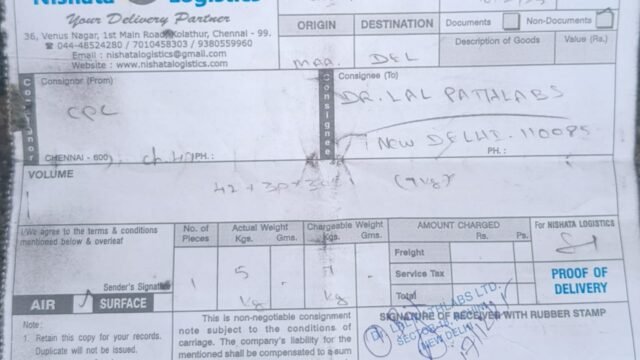 Nishata Logistics
Your Delivery Partner
36, Venus Nagar, 1st Main Road, Kolathur, Chennai - 99.
☎ 044-48524280 / 7010458303 / 9380559960
Email : nishatalogistics@gmail.com
Website : www.nishatalogistics.com
ORIGIN
DESTINATION
Documents
Non-Documents
Description of Goods
Value (Rs.)
maa
DEL
Consignor (From)
Consignor
CPL
CHENNAI - 600
PH.:
Consignee (To)
Consignee
DR. LAL PATHLABS
NEW DELHI. 110085
PH. :
VOLUME
42 + 30 +
I/We agree to the terms & conditions
mentioned below & overleaf
Sender's Signature
No. of
Pieces
Actual Weight
Kgs. Gms.
Chargeable Weight
Kgs. Gms.
1
5
kg
kg
AMOUNT CHARGED
Rs. Ps.
Freight
Service Tax
Total
For NISHATA LOGISTICS
PROOF OF
DELIVERY
AIR
SURFACE
SIGNATURE OF RECEIVER WITH RUBBER STAMP
PATHLABS LTD.
NEW DELHI
Note :
1. Retain this copy for your records.
Duplicate will not be issued.
This is non-negotiable consignment
note subject to the conditions of
carriage. The company's liability for the
mentioned shall be compensated to a sum